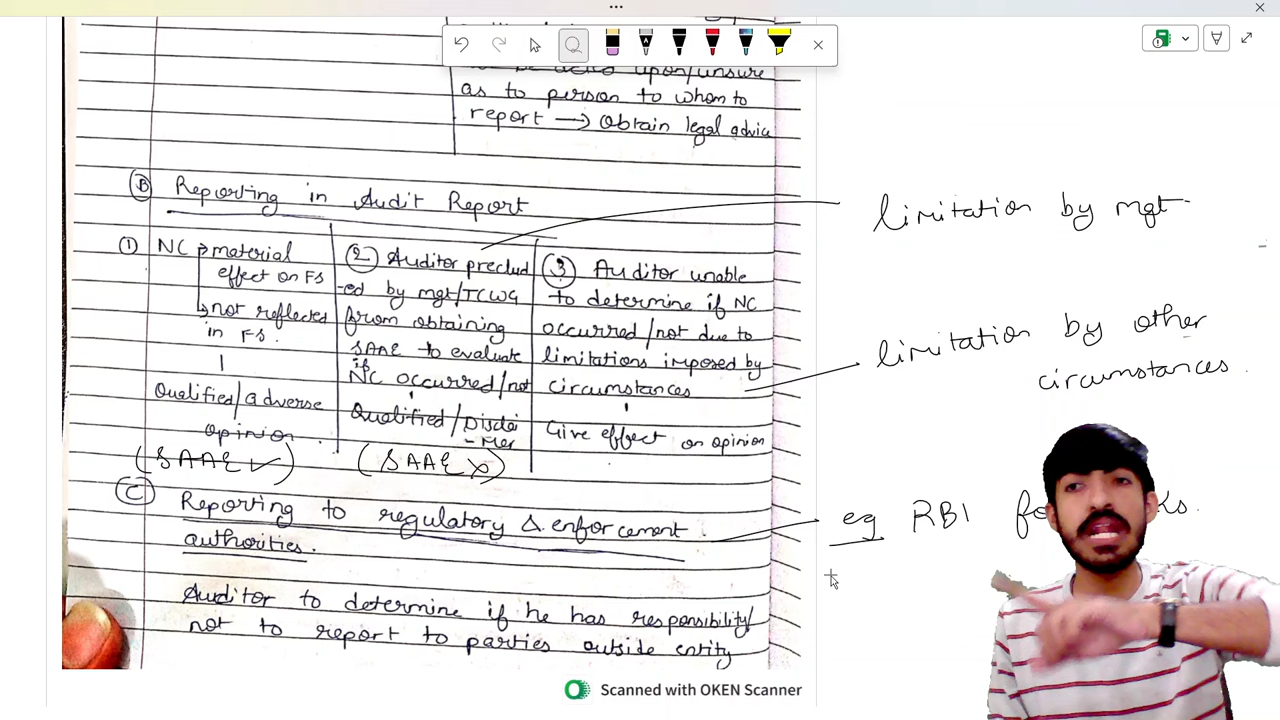 upon/unsure
as to person to whom to
report → Obtain legal advice
(B) Reporting in Audit Report
(1) NC → material
effect on FS
↳ not reflected
in FS.
Qualified/adverse
opinion.
(SAAE ✓)
(2) Auditor preclud
-ed by mgt/TCWG
from obtaining
SAAE to evaluate
if
NC occurred/not
Qualified/Disclai
-mer
(SAAE ×)
(3) Auditor unable
to determine if NC
occurred/not due to
limitations imposed by
circumstances
Give effect on opinion
limitation by mgt
limitation by other
circumstances.
(C) Reporting to regulatory & enforcement
authorities.
eg RBI
Auditor to determine if he has responsibility/
not to report to parties outside entity
Scanned with OKEN Scanner